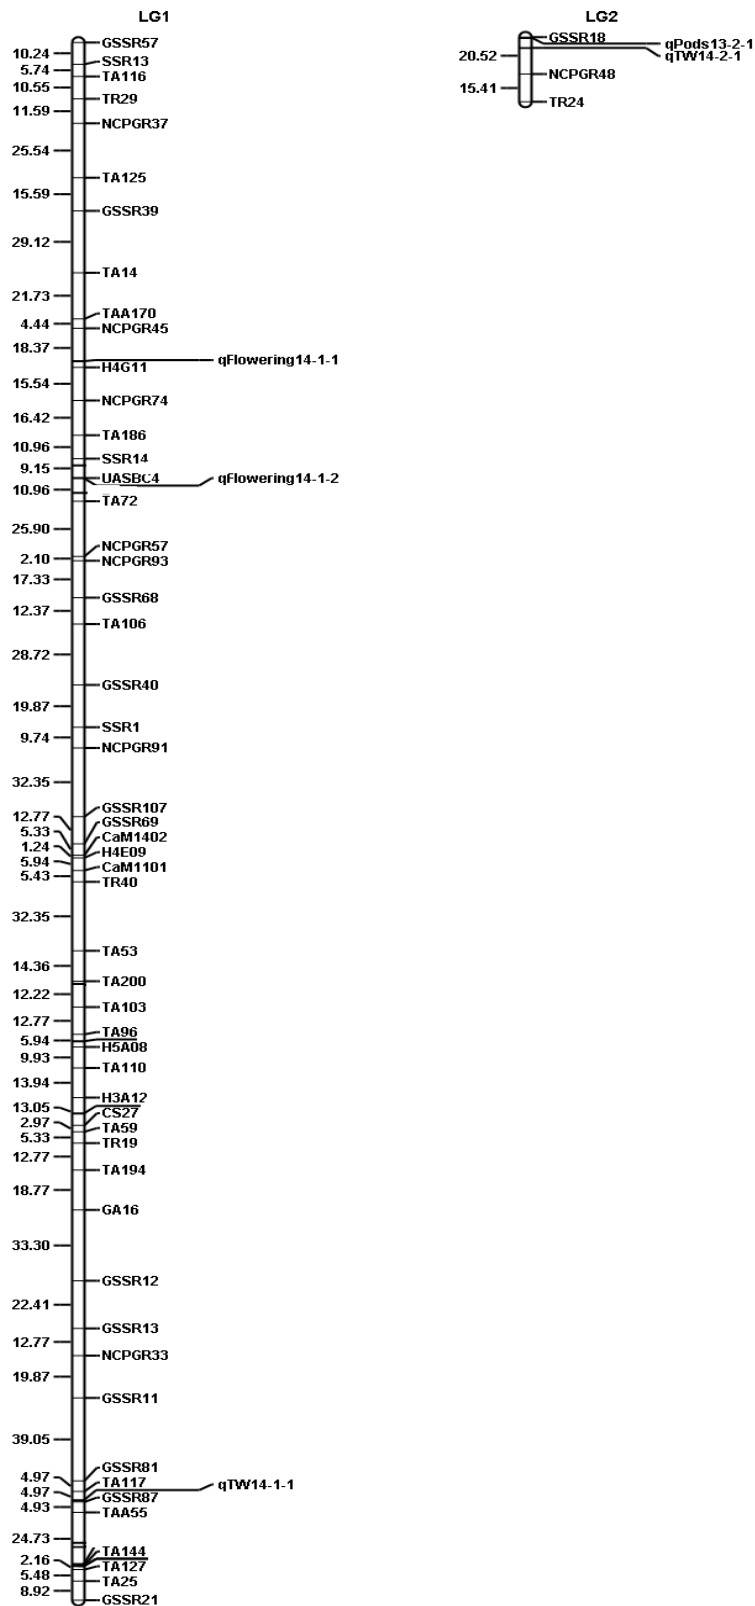 LG1
GSSR57
10.24
SSR13
5.74
TA116
10.55
TR29
11.59
NCPGR37
25.54
TA125
15.59
GSSR39
29.12
TA14
21.73
TAA170
4.44
NCPGR45
18.37
qFlowering14-1-1
H4G11
15.54
NCPGR74
16.42
TA186
10.96
SSR14
9.15
UASBC4
qFlowering14-1-2
10.96
TA72
25.90
NCPGR57
2.10
NCPGR93
17.33
GSSR68
12.37
TA106
28.72
GSSR40
19.87
SSR1
9.74
NCPGR91
32.35
GSSR107
12.77
GSSR69
5.33
CaM1402
1.24
H4E09
5.94
CaM1101
5.43
TR40
32.35
TA53
14.36
TA200
12.22
TA103
12.77
TA96
5.94
H5A08
9.93
TA110
13.94
H3A12
13.05
CS27
2.97
TA59
5.33
TR19
12.77
TA194
18.77
GA16
33.30
GSSR12
22.41
GSSR13
12.77
NCPGR33
19.87
GSSR11
39.05
GSSR81
4.97
TA117
qTW14-1-1
4.97
GSSR87
4.93
TAA55
24.73
TA144
2.16
TA127
5.48
TA25
8.92
GSSR21
LG2
GSSR18
qPods13-2-1
qTW14-2-1
20.52
NCPGR48
15.41
TR24